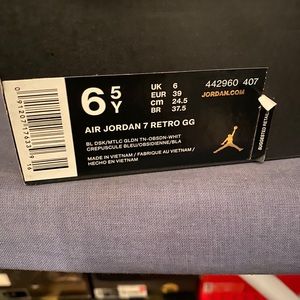 6 5 Y
UK 6
EUR 39
cm 24.5
BR 37.5
442960 407
JORDAN.COM
AIR JORDAN 7 RETRO GG
BL DSK/MTLC GLDN TN-OBSDN-WHIT
CREPUSCULE BLEU/OBSIDIENNE/BLA
MADE IN VIETNAM / FABRIQUE AU VIETNAM /
HECHO EN VIETNAM